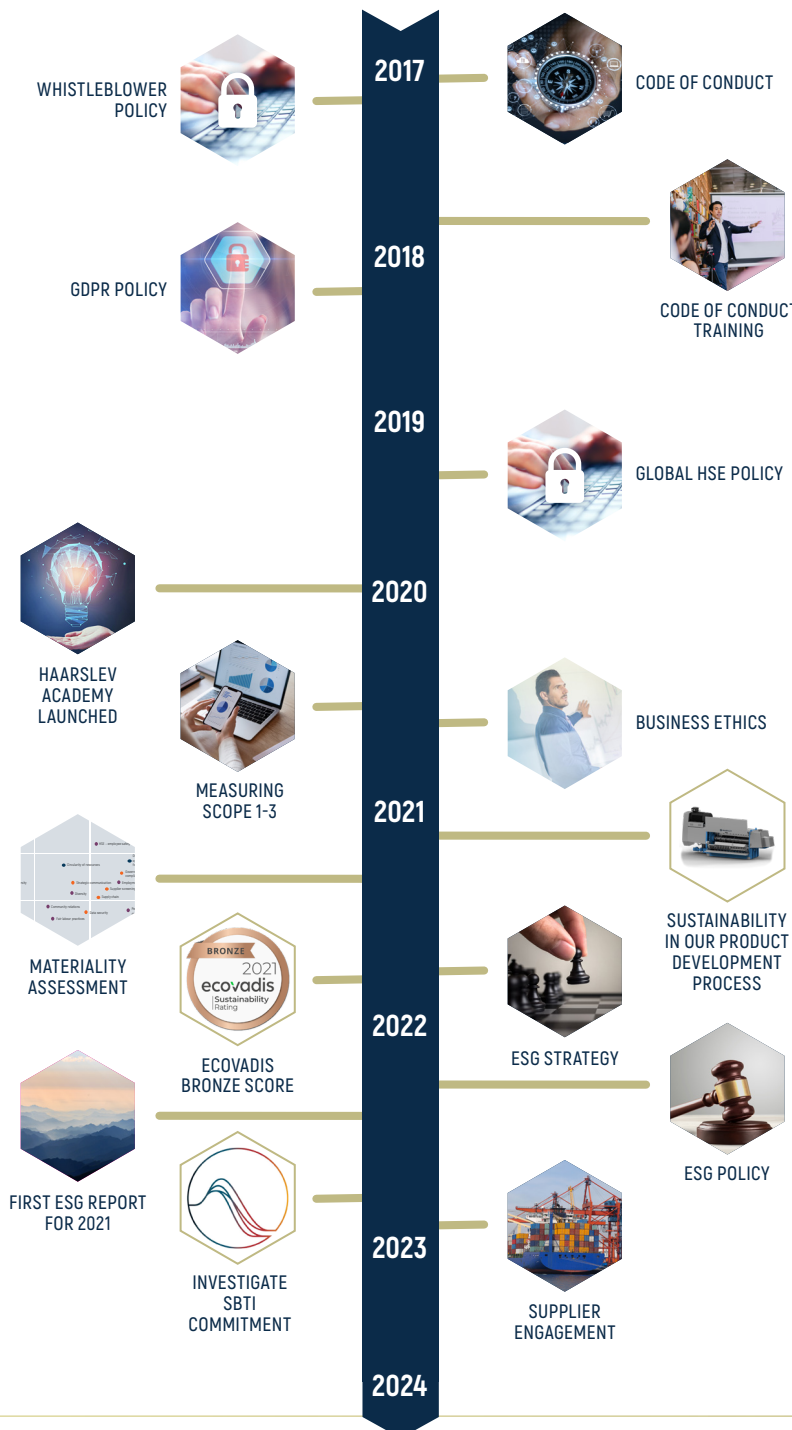 2017
WHISTLEBLOWER
POLICY
CODE OF CONDUCT
CODE OF CONDUCT
TRAINING
2018
GDPR POLICY
2019
GLOBAL HSE POLICY
2020
HAARSLEV
ACADEMY
LAUNCHED
MEASURING
SCOPE 1-3
BUSINESS ETHICS
2021
SUSTAINABILITY
IN OUR PRODUCT
DEVELOPMENT
PROCESS
MATERIALITY
ASSESSMENT
BRONZE
2021
ecovadis
Sustainability
Rating
ECOVADIS
BRONZE SCORE
2022
ESG STRATEGY
ESG POLICY
FIRST ESG REPORT
FOR 2021
INVESTIGATE
SBTI
COMMITMENT
2023
SUPPLIER
ENGAGEMENT
2024